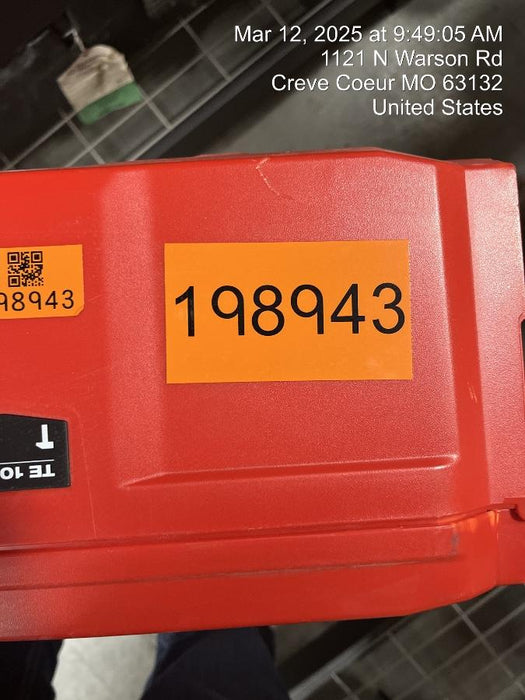 Mar 12, 2025 at 9:49:05 AM
1121 N Warson Rd
Creve Coeur MO 63132
United States
198943
98943
TE 10